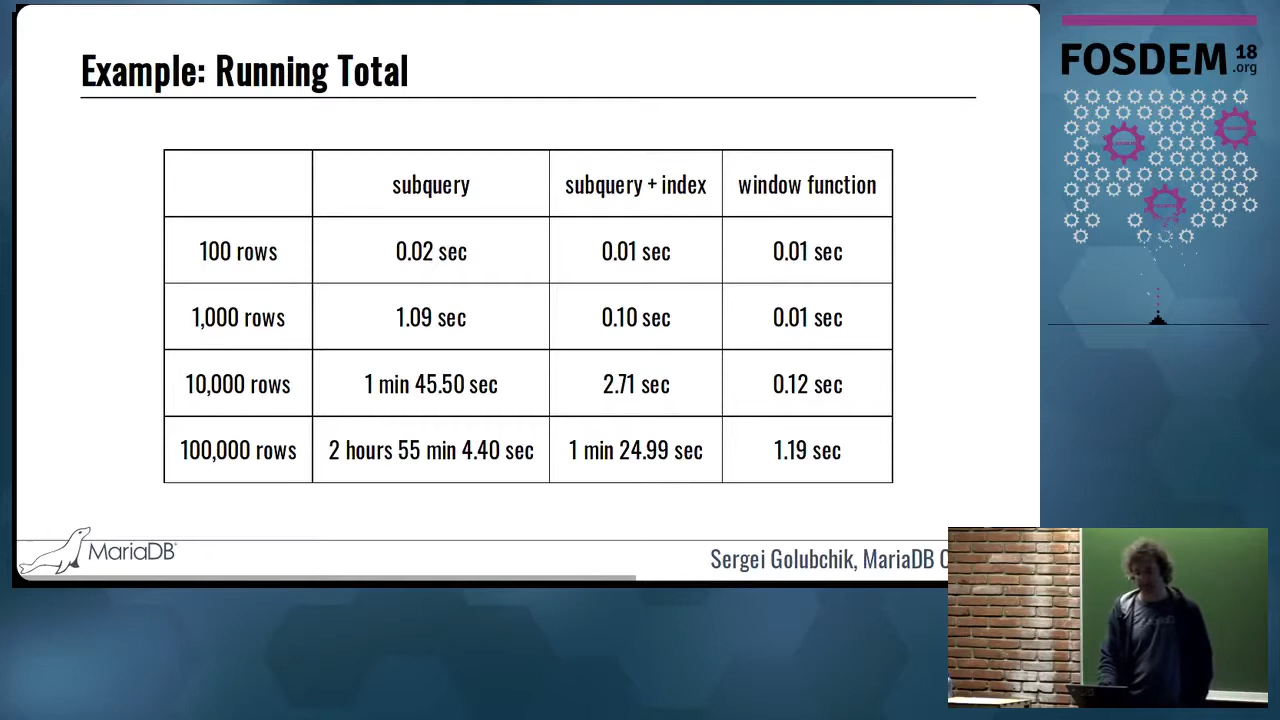 Example: Running Total
subquery subquery + index window function
100 rows 0.02 sec 0.01 sec 0.01 sec
1,000 rows 1.09 sec 0.10 sec 0.01 sec
10,000 rows 1 min 45.50 sec 2.71 sec 0.12 sec
100,000 rows 2 hours 55 min 4.40 sec 1 min 24.99 sec 1.19 sec
MariaDB
Sergei Golubchik, MariaDB
FOSDEM 18
.org